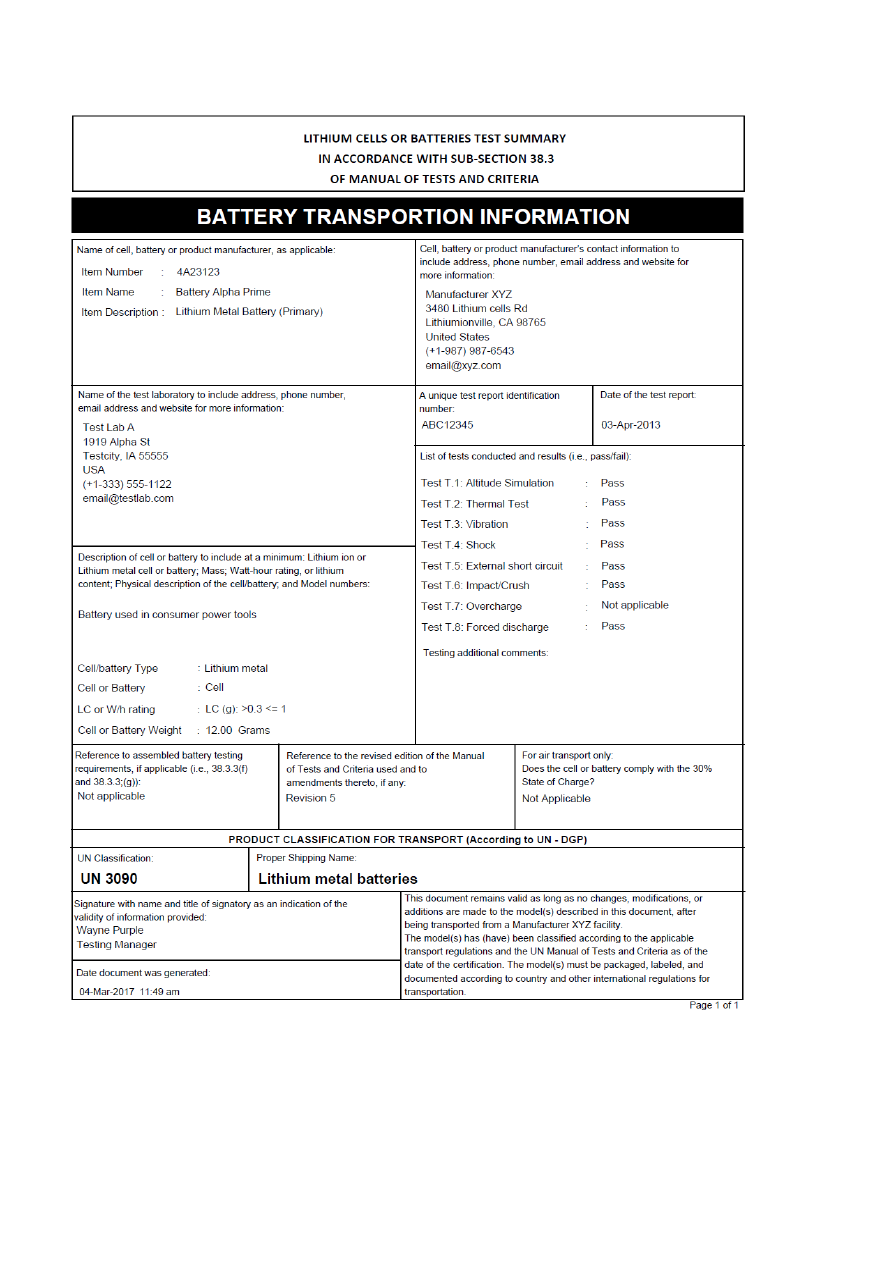 LITHIUM CELLS OR BATTERIES TEST SUMMARY
IN ACCORDANCE WITH SUB-SECTION 38.3
OF MANUAL OF TESTS AND CRITERIA
BATTERY TRANSPORTION INFORMATION
Name of cell, battery or product manufacturer, as applicable:
Item Number : 4A23123
Item Name : Battery Alpha Prime
Item Description : Lithium Metal Battery (Primary)
Cell, battery or product manufacturer's contact information to
include address, phone number, email address and website for
more information:
Manufacturer XYZ
3480 Lithium cells Rd
Lithiumionville, CA 98765
United States
(+1-987) 987-6543
email@xyz.com
Name of the test laboratory to include address, phone number,
email address and website for more information:
Test Lab A
1919 Alpha St
Testcity, IA 55555
USA
(+1-333) 555-1122
email@testlab.com
A unique test report identification
number:
ABC12345
Date of the test report:
03-Apr-2013
List of tests conducted and results (i.e., pass/fail):
Test T.1: Altitude Simulation : Pass
Test T.2: Thermal Test : Pass
Test T.3: Vibration : Pass
Test T.4: Shock : Pass
Test T.5: External short circuit : Pass
Test T.6: Impact/Crush : Pass
Test T.7: Overcharge : Not applicable
Test T.8: Forced discharge : Pass
Testing additional comments:
Description of cell or battery to include at a minimum: Lithium ion or
Lithium metal cell or battery; Mass; Watt-hour rating, or lithium
content; Physical description of the cell/battery; and Model numbers:
Battery used in consumer power tools
Cell/battery Type : Lithium metal
Cell or Battery : Cell
LC or W/h rating : LC (g): >0.3 <= 1
Cell or Battery Weight : 12.00 Grams
Reference to assembled battery testing
requirements, if applicable (i.e., 38.3.3(f)
and 38.3.3;(g)):
Not applicable
Reference to the revised edition of the Manual
of Tests and Criteria used and to
amendments thereto, if any:
Revision 5
For air transport only:
Does the cell or battery comply with the 30%
State of Charge?
Not Applicable
PRODUCT CLASSIFICATION FOR TRANSPORT (According to UN - DGP)
UN Classification:
UN 3090
Proper Shipping Name:
Lithium metal batteries
Signature with name and title of signatory as an indication of the
validity of information provided:
Wayne Purple
Testing Manager
Date document was generated:
04-Mar-2017 11:49 am
This document remains valid as long as no changes, modifications, or
additions are made to the model(s) described in this document, after
being transported from a Manufacturer XYZ facility.
The model(s) has (have) been classified according to the applicable
transport regulations and the UN Manual of Tests and Criteria as of the
date of the certification. The model(s) must be packaged, labeled, and
documented according to country and other international regulations for
transportation.
Page 1 of 1